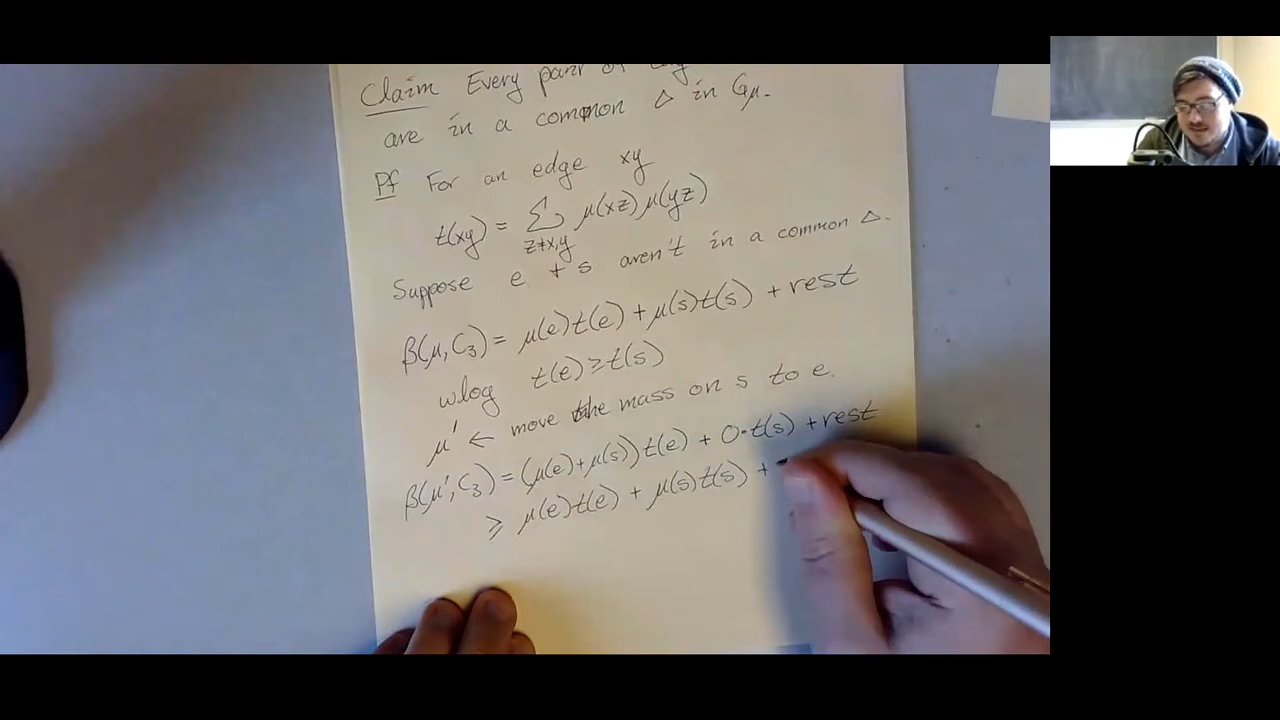 Claim Every pair of
are in a common △ in Gμ.
Pf For an edge xy
t(xy) = Σ z≠x,y μ(xz)μ(yz)
Suppose e + s aren't in a common △.
β(μ, C₃) = μ(e)t(e) + μ(s)t(s) + rest
wlog t(e) ≥ t(s)
μ' ← move the mass on s to e.
β(μ', C₃) = (μ(e)+μ(s))t(e) + 0·t(s) + rest
≥ μ(e)t(e) + μ(s)t(s) +